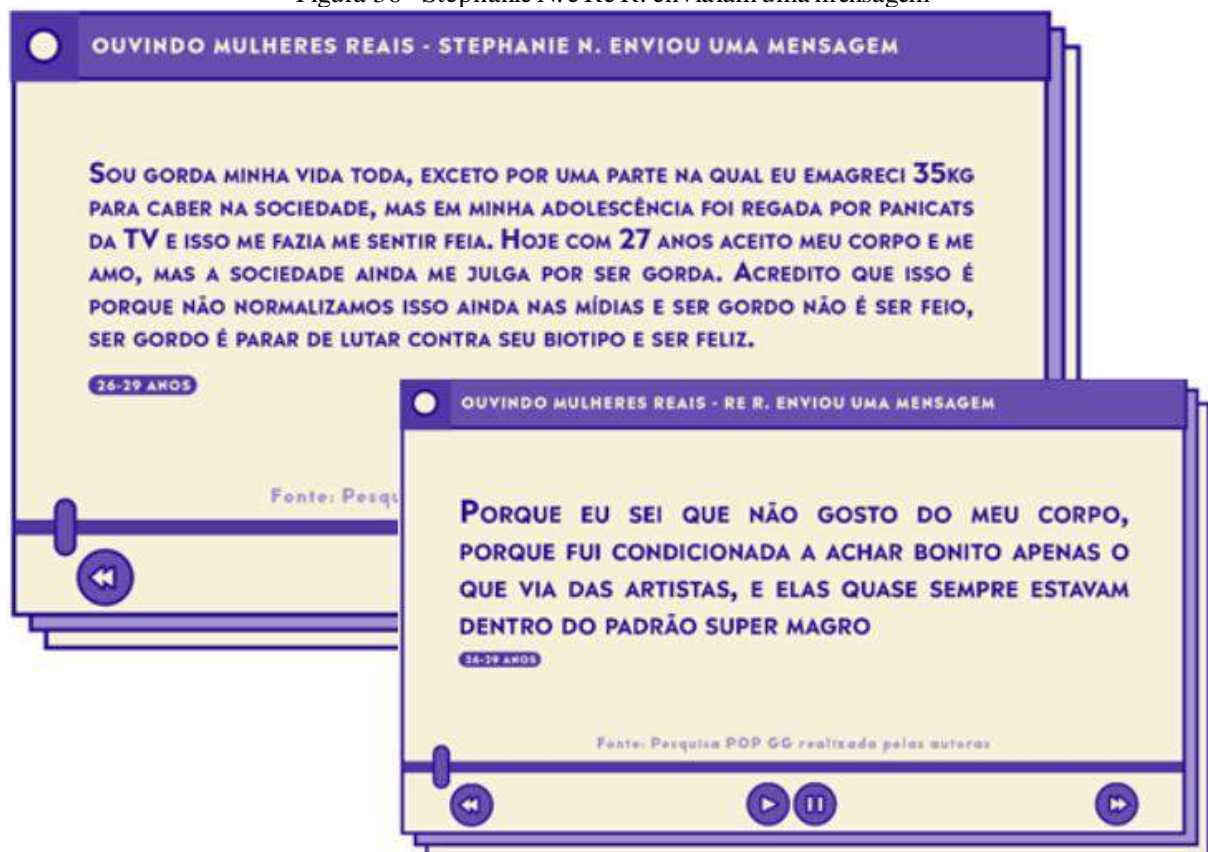 Stephanie N. e Re R. enviaram uma mensagem
OUVINDO MULHERES REAIS - STEPHANIE N. ENVIOU UMA MENSAGEM
SOU GORDA MINHA VIDA TODA, EXCETO POR UMA PARTE NA QUAL EU EMAGRECI 35KG
PARA CABER NA SOCIEDADE, MAS EM MINHA ADOLESCÊNCIA FOI REGADA POR PANICATS
DA TV E ISSO ME FAZIA ME SENTIR FEIA. HOJE COM 27 ANOS ACEITO MEU CORPO E ME
AMO, MAS A SOCIEDADE AINDA ME JULGA POR SER GORDA. ACREDITO QUE ISSO É
PORQUE NÃO NORMALIZAMOS ISSO AINDA NAS MÍDIAS E SER GORDO NÃO É SER FEIO,
SER GORDO É PARAR DE LUTAR CONTRA SEU BIOTIPO E SER FELIZ.
26-29 ANOS
Fonte: Pesqu
OUVINDO MULHERES REAIS - RE R. ENVIOU UMA MENSAGEM
PORQUE EU SEI QUE NÃO GOSTO DO MEU CORPO,
PORQUE FUI CONDICIONADA A ACHAR BONITO APENAS O
QUE VIA DAS ARTISTAS, E ELAS QUASE SEMPRE ESTAVAM
DENTRO DO PADRÃO SUPER MAGRO
26-29 ANOS
Fonte: Pesquisa POP GG realizada pelas autoras